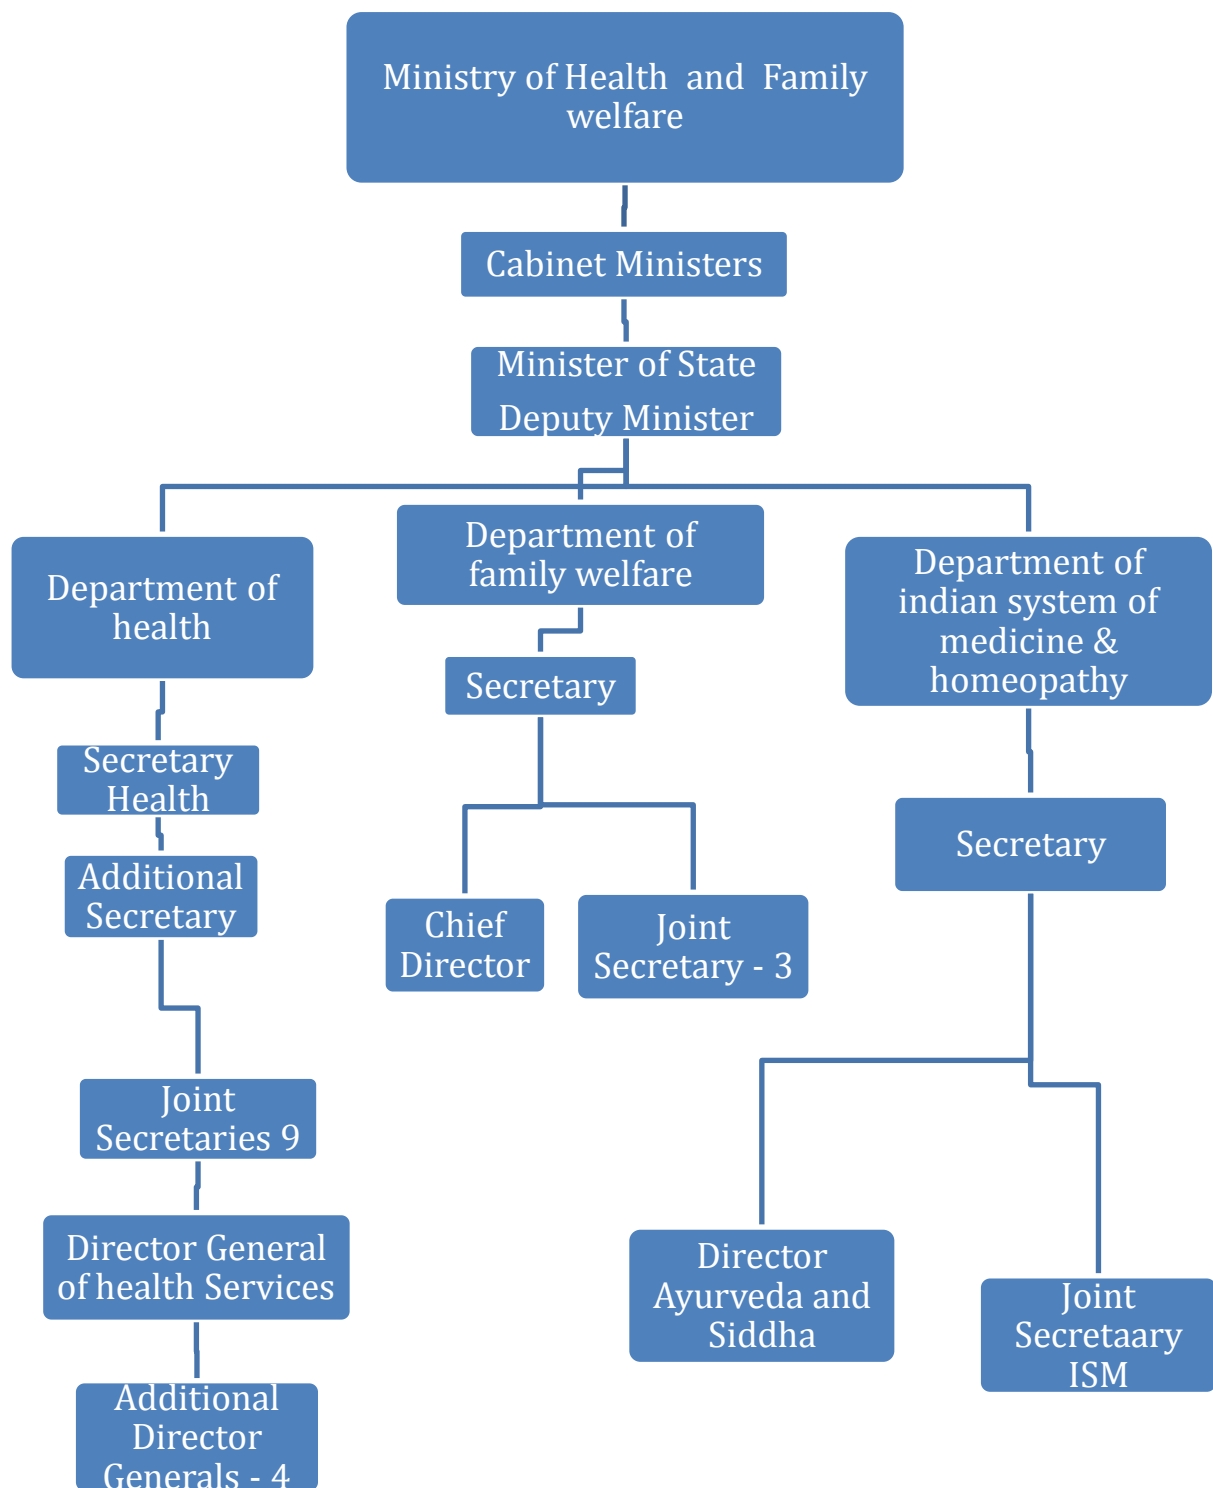 Ministry of Health and Family
welfare
Cabinet Ministers
Minister of State
Deputy Minister
Department of
health
Secretary
Health
Additional
Secretary
Joint
Secretaries 9
Director General
of health Services
Additional
Director
Generals - 4
Department of
family welfare
Secretary
Chief
Director
Joint
Secretary - 3
Department of
indian system of
medicine &
homeopathy
Secretary
Director
Ayurveda and
Siddha
Joint
Secretaary
ISM